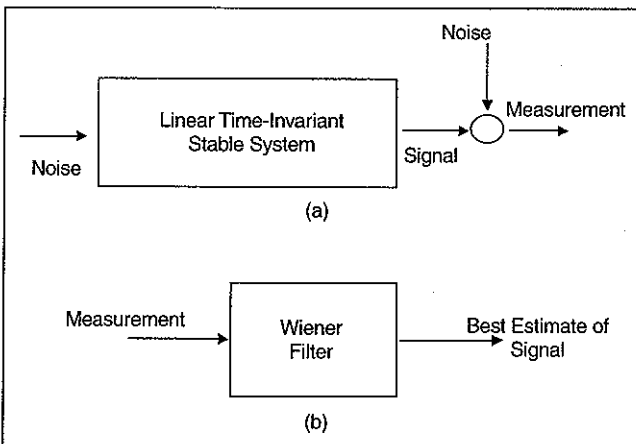 Noise
Linear Time-Invariant
Stable System
Measurement
Noise
Signal
(a)
Measurement
Wiener
Filter
Best Estimate of
Signal
(b)